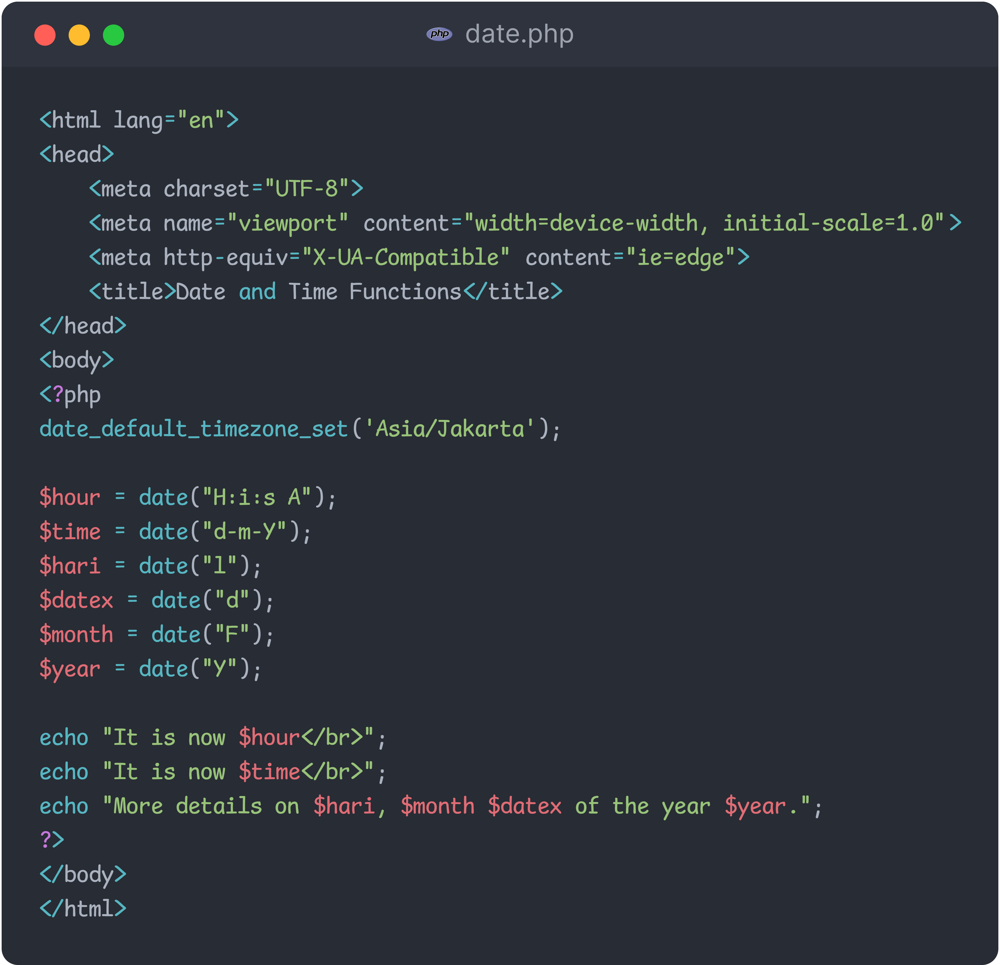 php date.php
<html lang="en">
<head>
    <meta charset="UTF-8">
    <meta name="viewport" content="width=device-width, initial-scale=1.0">
    <meta http-equiv="X-UA-Compatible" content="ie=edge">
    <title>Date and Time Functions</title>
</head>
<body>
<?php
date_default_timezone_set('Asia/Jakarta');

$hour = date("H:i:s A");
$time = date("d-m-Y");
$hari = date("l");
$datex = date("d");
$month = date("F");
$year = date("Y");

echo "It is now $hour</br>";
echo "It is now $time</br>";
echo "More details on $hari, $month $datex of the year $year.";
?>
</body>
</html>